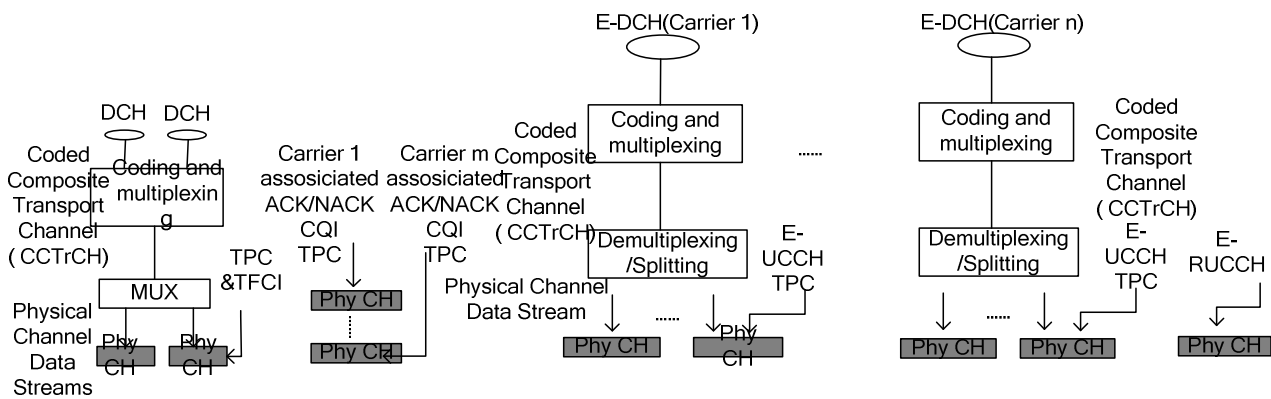 E-DCH(Carrier 1)
E-DCH(Carrier n)
DCH
DCH
Coded
Composite
Transport
Channel
( CCTrCH)
Coding and
multiplexin
g
MUX
TPC
&TFCI
Physical
Channel
Data
Streams
Phy
CH
Phy
CH
Carrier 1
assosiciated
ACK/NACK
CQI
TPC
Carrier m
assosiciated
ACK/NACK
CQI
TPC
Phy CH
......
Phy CH
Coded
Composite
Transport
Channel
( CCTrCH)
Coding and
multiplexing
......
Demultiplexing
/Splitting
E-
UCCH
TPC
Physical Channel
Data Stream
......
Phy CH
Phy
CH
Coding and
multiplexing
Coded
Composite
Transport
Channel
( CCTrCH)
Demultiplexing
/Splitting
E-
UCCH
TPC
E-
RUCCH
......
Phy CH
Phy CH
Phy CH